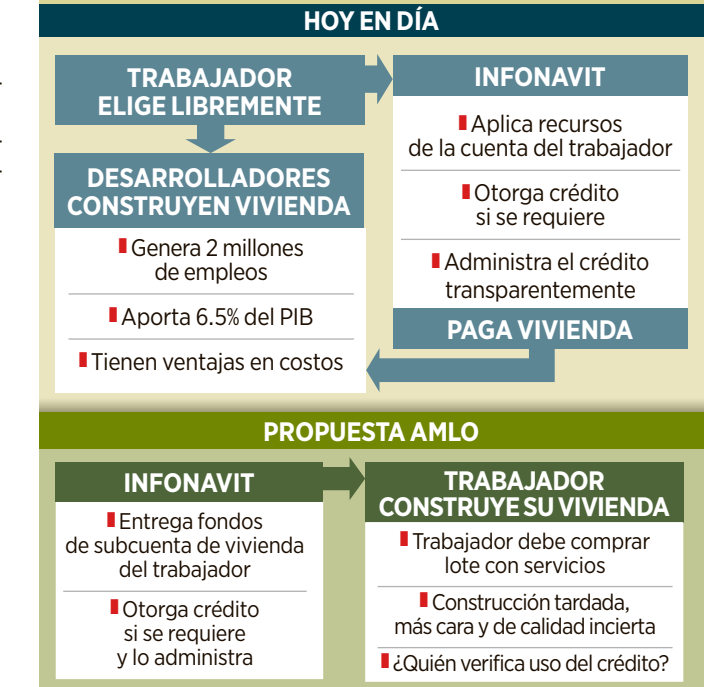 HOY EN DÍA
TRABAJADOR
ELIGE LIBREMENTE
DESARROLLADORES
CONSTRUYEN VIVIENDA
Genera 2 millones
de empleos
Aporta 6.5% del PIB
Tienen ventajas en costos
INFONAVIT
Aplica recursos
de la cuenta del trabajador
Otorga crédito
si se requiere
Administra el crédito
transparentemente
PAGA VIVIENDA
PROPUESTA AMLO
INFONAVIT
Entrega fondos
de subcuenta de vivienda
del trabajador
Otorga crédito
si se requiere
y lo administra
TRABAJADOR
CONSTRUYE SU VIVIENDA
Trabajador debe comprar
lote con servicios
Construcción tardada,
más cara y de calidad incierta
¿Quién verifica uso del crédito?